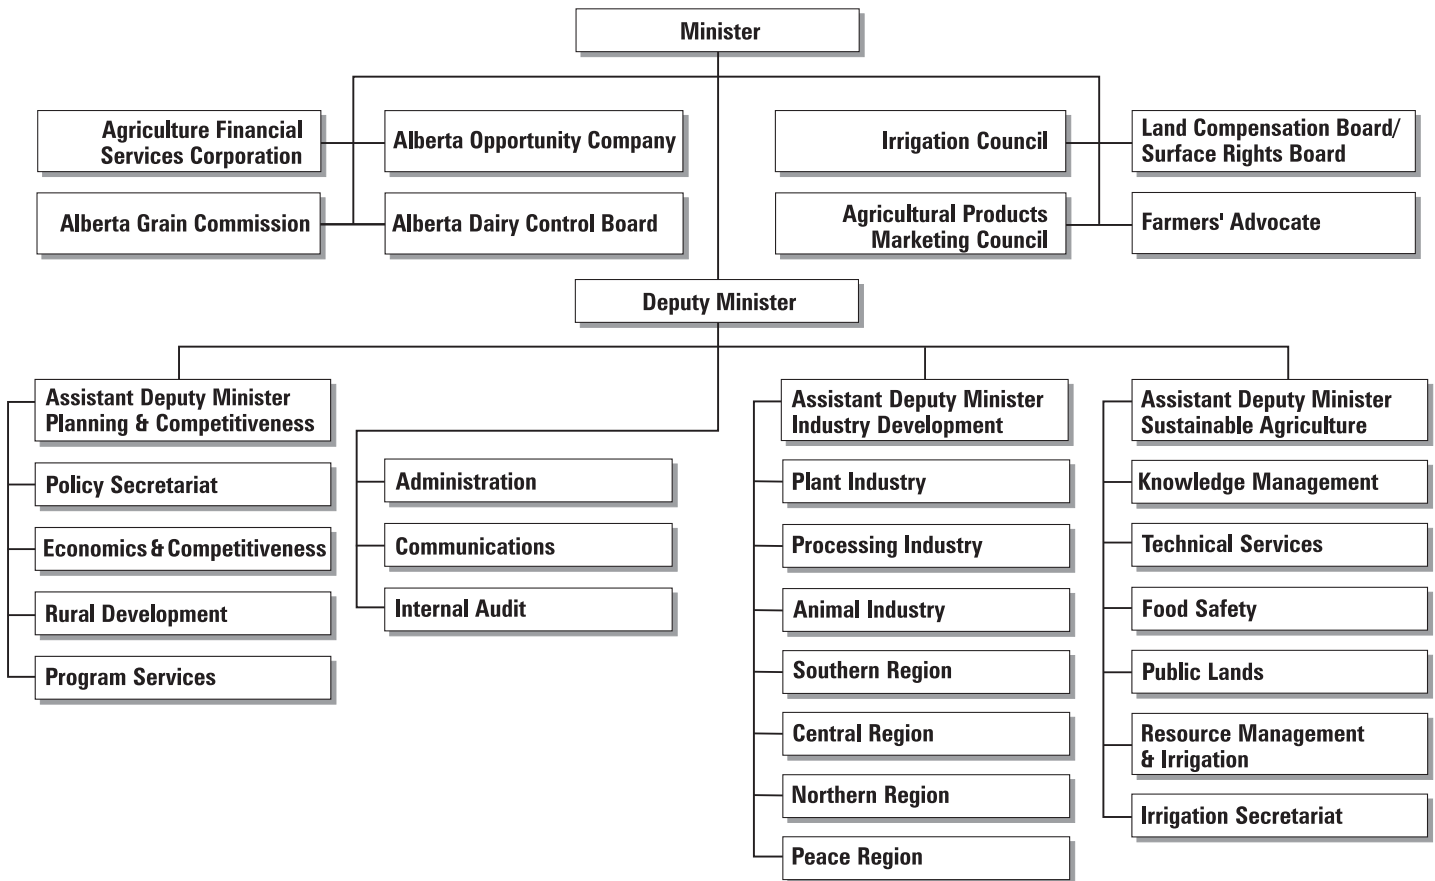 Minister
Agriculture Financial
Services Corporation
Alberta Opportunity Company
Irrigation Council
Land Compensation Board/
Surface Rights Board
Alberta Grain Commission
Alberta Dairy Control Board
Agricultural Products
Marketing Council
Farmers' Advocate
Deputy Minister
Assistant Deputy Minister
Planning & Competitiveness
Policy Secretariat
Economics & Competitiveness
Rural Development
Program Services
Administration
Communications
Internal Audit
Assistant Deputy Minister
Industry Development
Plant Industry
Processing Industry
Animal Industry
Southern Region
Central Region
Northern Region
Peace Region
Assistant Deputy Minister
Sustainable Agriculture
Knowledge Management
Technical Services
Food Safety
Public Lands
Resource Management
& Irrigation
Irrigation Secretariat